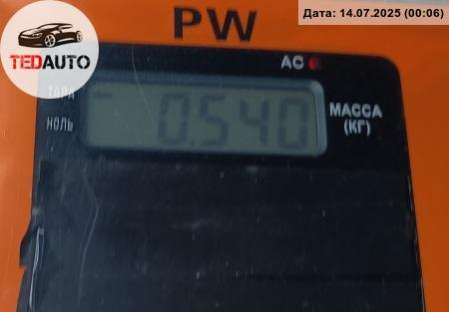 Дата: 14.07.2025 (00:06)
TEDAUTO
PW
AC
ТАРА
0.540
МАССА
(КГ)
НОЛЬ